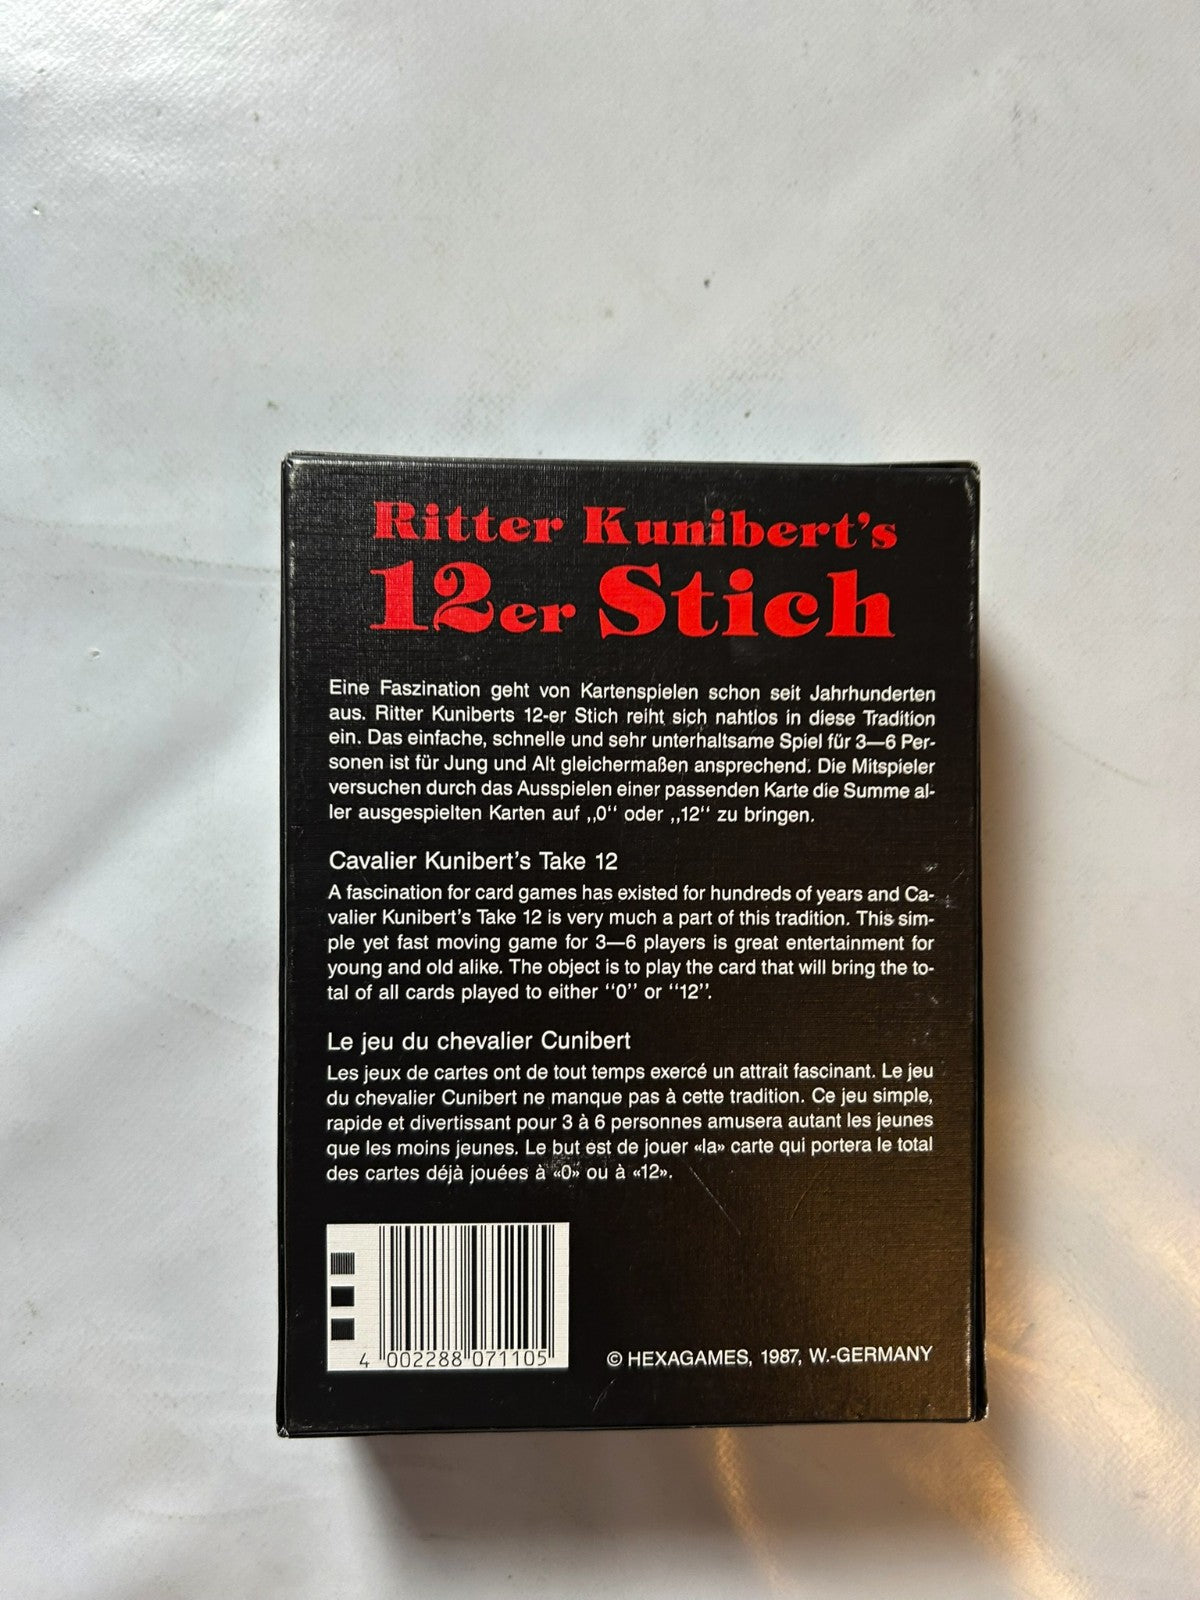 Ritter Kunibert's
12er Stich
Eine Faszination geht von Kartenspielen schon seit Jahrhunderten
aus. Ritter Kuniberts 12-er Stich reiht sich nahtlos in diese Tradition
ein. Das einfache, schnelle und sehr unterhaltsame Spiel für 3—6 Per-
sonen ist für Jung und Alt gleichermaßen ansprechend. Die Mitspieler
versuchen durch das Ausspielen einer passenden Karte die Summe al-
ler ausgespielten Karten auf ,,0‘‘ oder ,,12‘‘ zu bringen.
Cavalier Kunibert's Take 12
A fascination for card games has existed for hundreds of years and Ca-
valier Kunibert's Take 12 is very much a part of this tradition. This sim-
ple yet fast moving game for 3—6 players is great entertainment for
young and old alike. The object is to play the card that will bring the to-
tal of all cards played to either ‘‘0’’ or ‘‘12’’.
Le jeu du chevalier Cunibert
Les jeux de cartes ont de tout temps exercé un attrait fascinant. Le jeu
du chevalier Cunibert ne manque pas à cette tradition. Ce jeu simple,
rapide et divertissant pour 3 à 6 personnes amusera autant les jeunes
que les moins jeunes. Le but est de jouer «la» carte qui portera le total
des cartes déjà jouées à «0» ou à «12».
4 002288 071105
© HEXAGAMES, 1987, W.-GERMANY